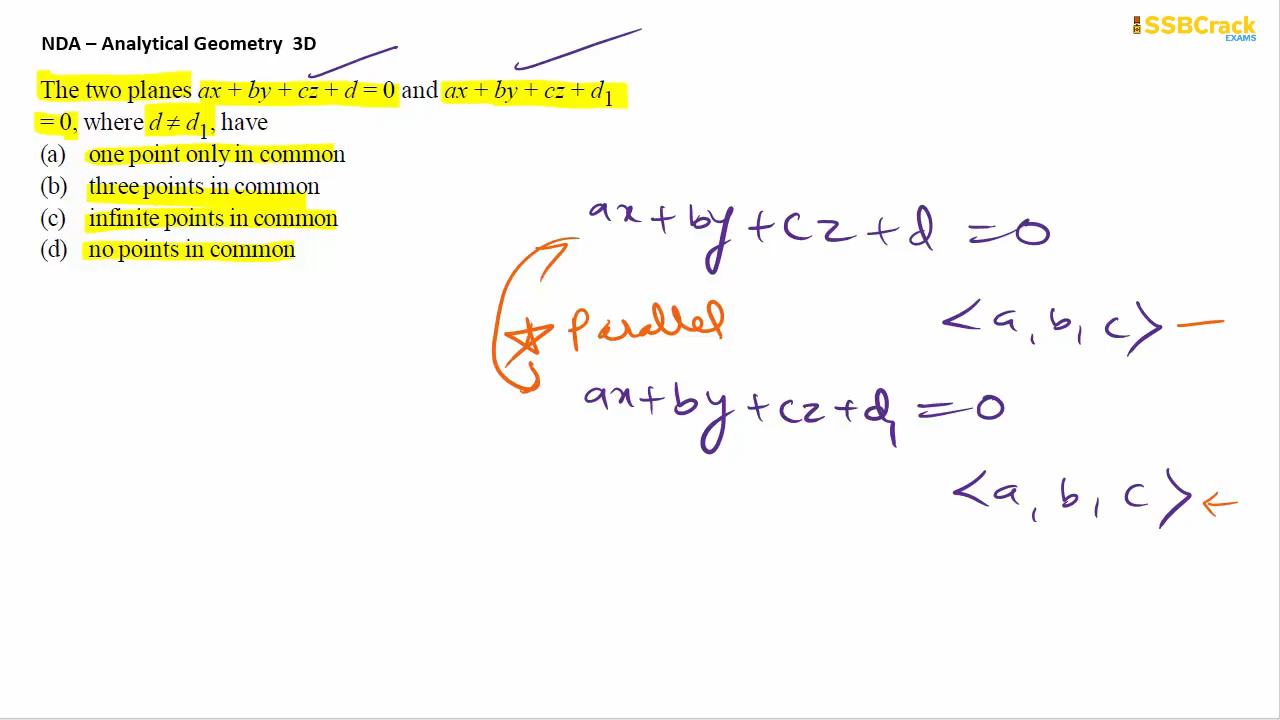 NDA – Analytical Geometry 3D
SSBCrack
EXAMS
The two planes ax + by + cz + d = 0 and ax + by + cz + d₁
= 0, where d ≠ d₁, have
(a) one point only in common
(b) three points in common
(c) infinite points in common
(d) no points in common
ax + by + cz + d = 0
<a, b, c> —
☆ Parallel
ax + by + cz + d₁ = 0
<a, b, c> ←